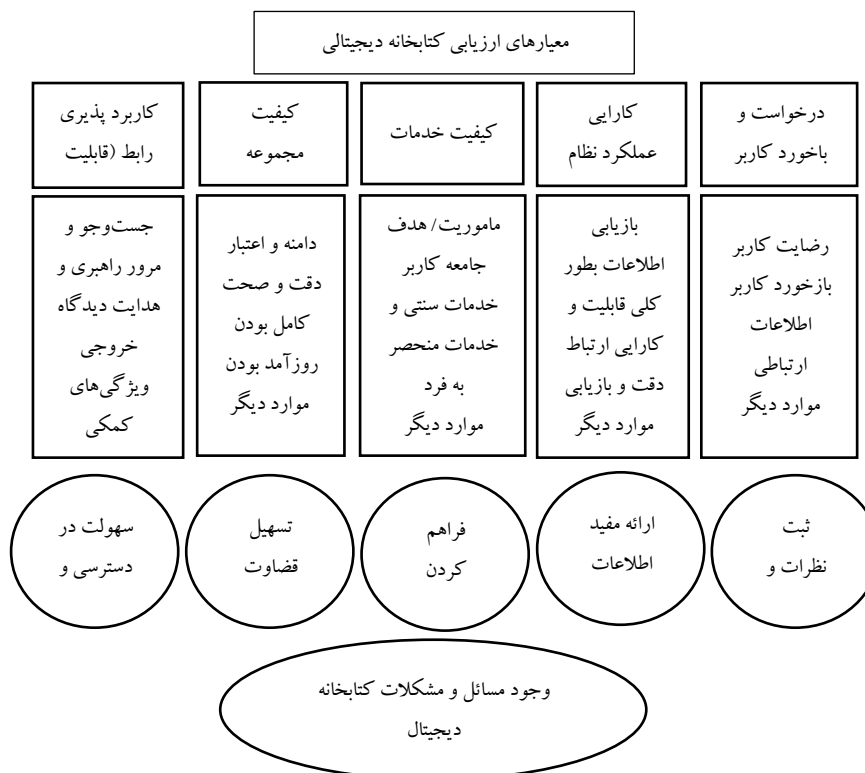 معیارهای ارزیابی کتابخانه دیجیتالی
درخواست و
باخورد کاربر
کارایی
عملکرد نظام
کیفیت خدمات
کیفیت
مجموعه
کاربرد پذیری
رابط (قابلیت
رضایت کاربر
بازخورد کاربر
اطلاعات
ارتباطی
موارد دیگر
بازیابی
اطلاعات بطور
کلی قابلیت و
کارایی ارتباط
دقت و بازیابی
موارد دیگر
ماموریت/ هدف
جامعه کاربر
خدمات سنتی و
خدمات منحصر
به فرد
موارد دیگر
دامنه و اعتبار
دقت و صحت
کامل بودن
روزآمد بودن
موارد دیگر
جست‌وجو و
مرور راهبری و
هدایت دیدگاه
خروجی
ویژگی‌های
کمکی
ثبت
نظرات و
ارائه مفید
اطلاعات
فراهم
کردن
تسهیل
قضاوت
سهولت در
دسترسی و
وجود مسائل و مشکلات کتابخانه
دیجیتال